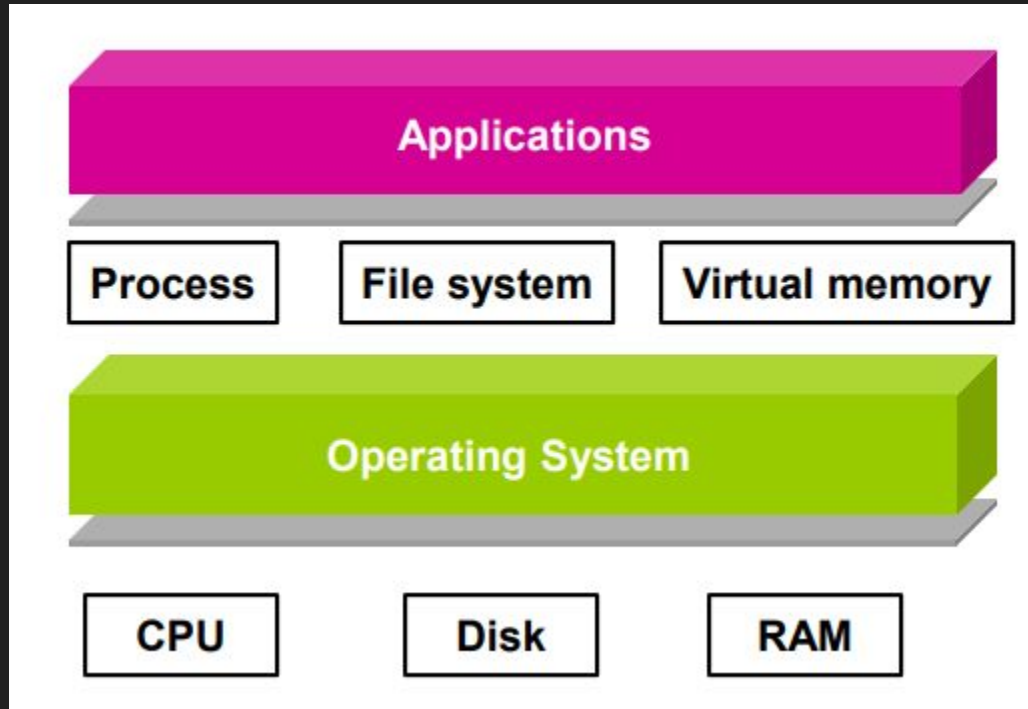 Applications
Process File system Virtual memory
Operating System
CPU Disk RAM